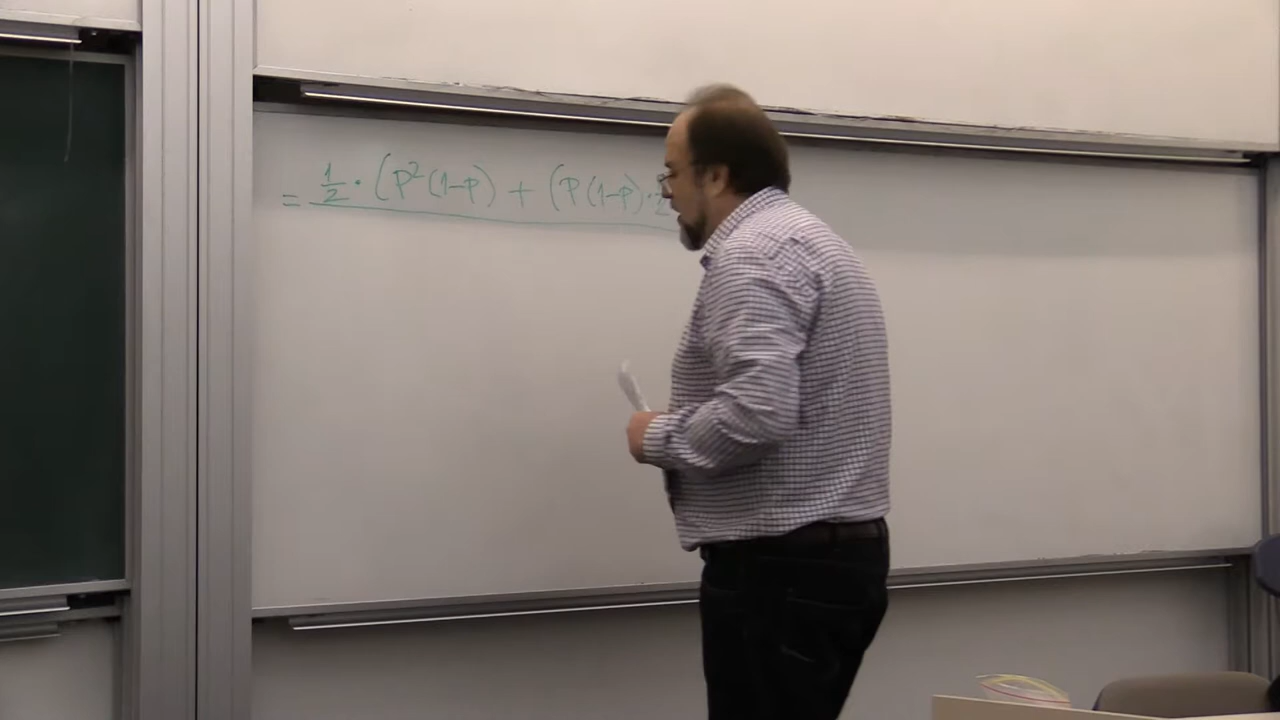 = 1/2 · (p²(1-p) + (p(1-p)·